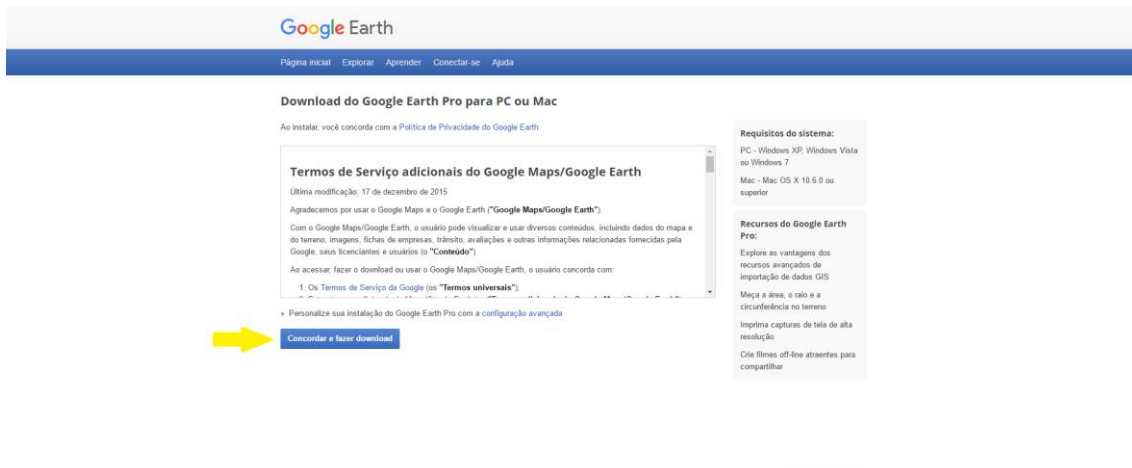 Google Earth
Página inicial Explorar Aprender Conectar-se Ajuda
Download do Google Earth Pro para PC ou Mac
Ao instalar, você concorda com a Política de Privacidade do Google Earth.
Termos de Serviço adicionais do Google Maps/Google Earth
Última modificação: 17 de dezembro de 2015
Agradecemos por usar o Google Maps e o Google Earth ("Google Maps/Google Earth")
Com o Google Maps/Google Earth, o usuário pode visualizar e usar diversos conteúdos, incluindo dados do mapa e
do terreno, imagens, fichas de empresas, trânsito, avaliações e outras informações relacionadas fornecidas pela
Google, seus licenciantes e usuários (o "Conteúdo").
Ao acessar, fazer o download ou usar o Google Maps/Google Earth, o usuário concorda com:
1. Os Termos de Serviço da Google (os "Termos universais");
Personalize sua instalação do Google Earth Pro com a configuração avançada
Concordar e fazer download
Requisitos do sistema:
PC - Windows XP, Windows Vista
ou Windows 7
Mac - Mac OS X 10.6.0 ou
superior
Recursos do Google Earth
Pro:
Explore as vantagens dos
recursos avançados de
importação de dados GIS
Meça a área, o raio e a
circunferência no terreno
Imprima capturas de tela de alta
resolução
Crie filmes off-line atraentes para
compartilhar